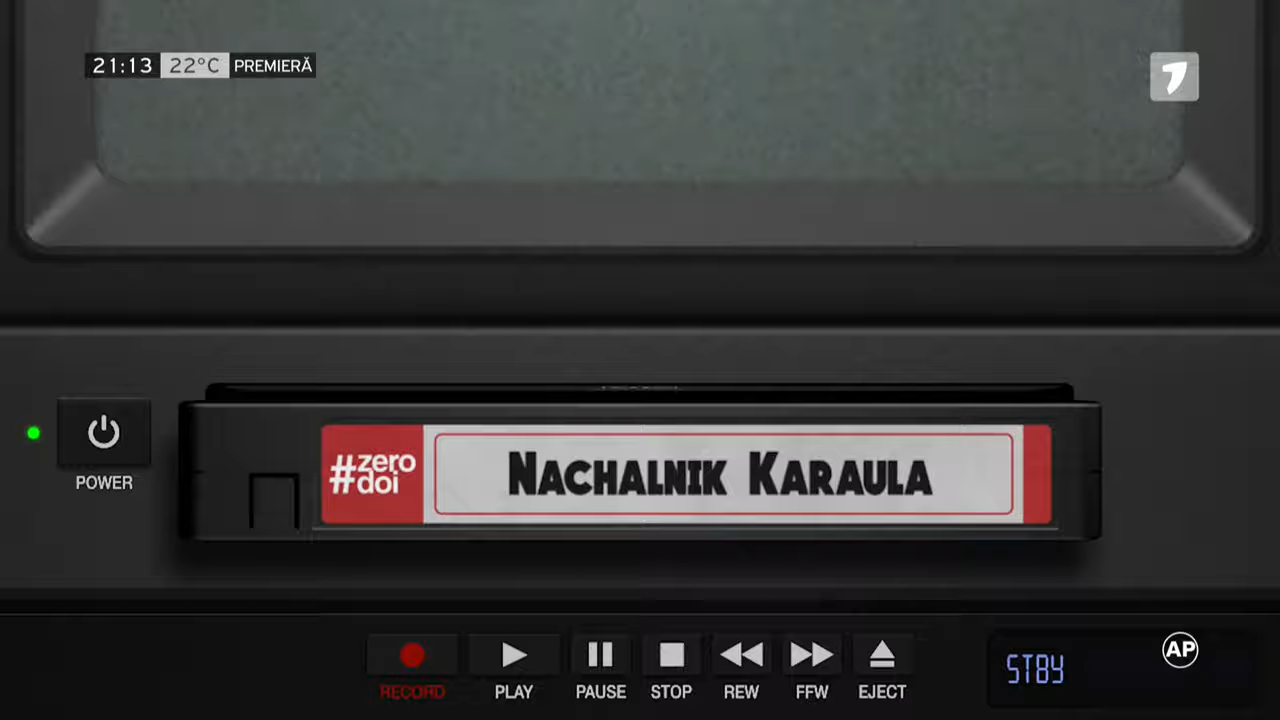 21:13 22°C PREMIERĂ
7
#zero
doi
NACHALNIK KARAULA
POWER
STBY
AP
RECORD
PLAY
PAUSE
STOP
REW
FFW
EJECT